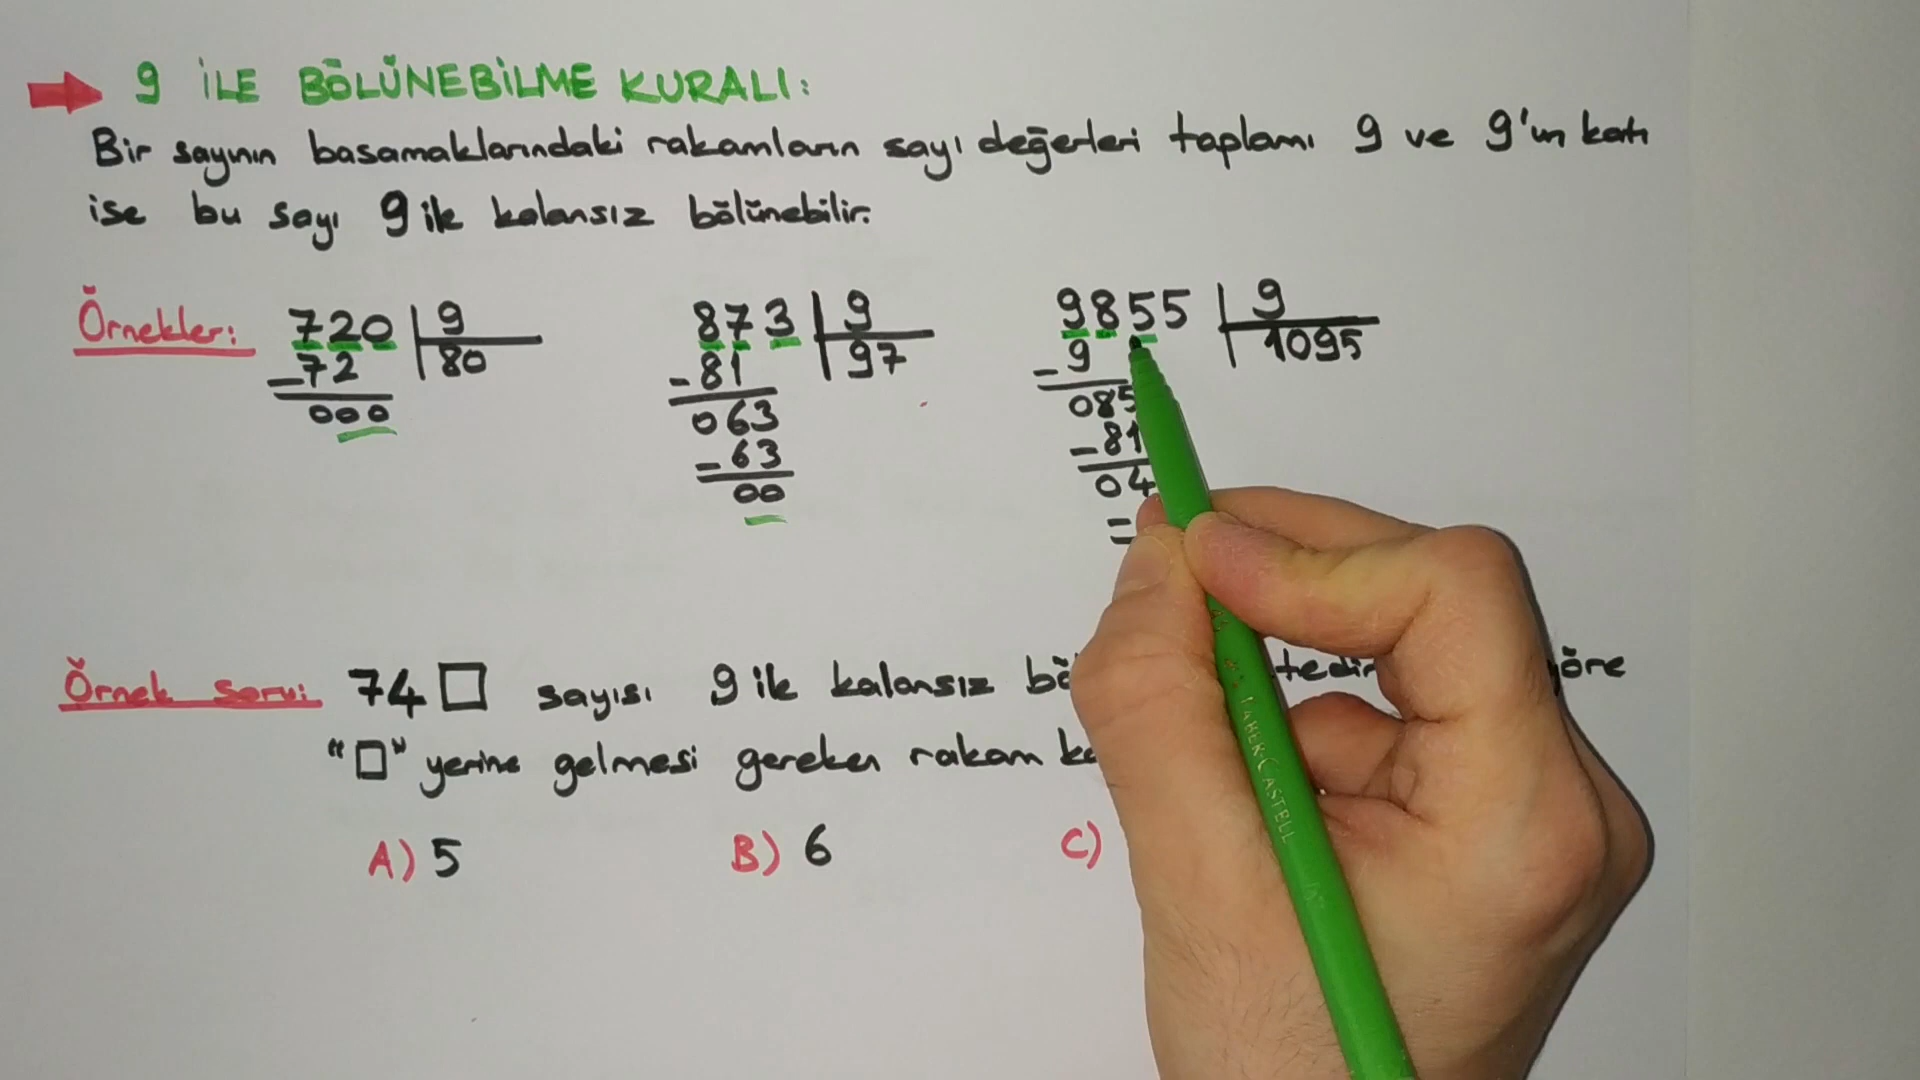 9 İLE BÖLÜNEBİLME KURALI:
Bir sayının basamaklarındaki rakamların sayı değerleri toplamı 9 ve 9'un katı
ise bu sayı 9 ile kalansız bölünebilir.
Örnekler:
720 9
-72 80
000
873 9
-81 97
063
-63
00
9855 9
-9 1095
085
-81
04
Örnek soru: 74□ sayısı 9 ile kalansız
"□" yerine gelmesi gereken rakam
A) 5 B) 6 C)
FABER-CASTELL